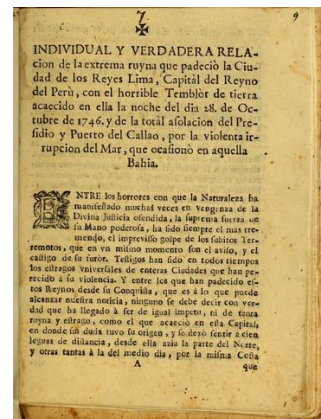 7
9
INDIVIDUAL Y VERDADERA RELA-
cion de la extrema ruyna que padeciò la Ciu-
dad de los Reyes Lima, Capitàl del Reyno
del Perù, con el horrible Temblòr de tierra
acaecido en ella la noche del dia 28. de Oc-
tubre de 1746. y de la totàl asolacion del Pre-
sidio y Puerto del Callao, por la violenta ir-
rupcion del Mar, que ocasionò en aquella
Bahia.
ENTRE los horrores con que la Naturaleza ha
manifestado muchas veces en vengenza de la
Divina Justicia ofendida, la suprema fuerza de
su Mano poderosa, ha sido siempre el mas tre-
mendo, el improviso golpe de los subitos Ter-
remotos, que en vn mismo momento son el aviso, y el
castigo de su furòr. Testigos han sido en todos tiempos
los estragos vniversales de enteras Ciudades que han pe-
recido à su violencia. Y entre los que han padecido es-
tos Reynos desde su Conquista, que es à lo que puede
alcanzar nuestra noticia, ninguno se debe decir con ver-
dad que ha llegado à ser de igual impetu, ni de tanta
rayna y estrago, como el que acaeciò en esta Capital,
en donde sin duda tuvo su origen, y se dexò sentir a cien
leguas de distancia, desde ella azia la parte del Norte,
y otras tantas à la del medio dia, por la misma Costa
A
que